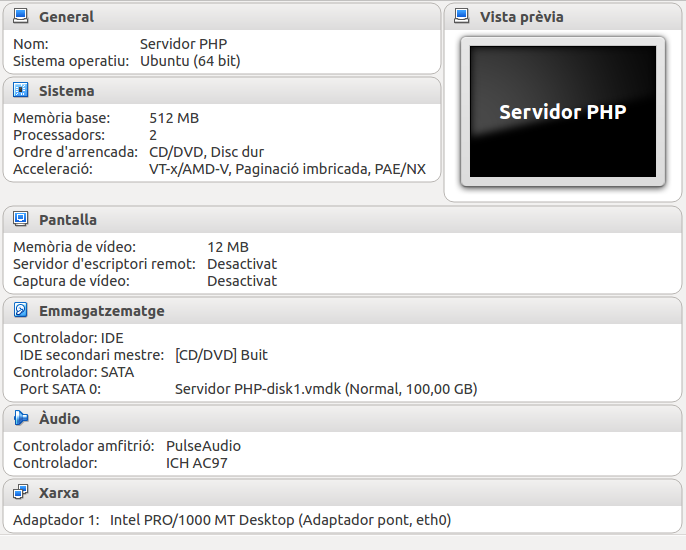 General
Nom: Servidor PHP
Sistema operatiu: Ubuntu (64 bit)
Vista prèvia
Servidor PHP
Sistema
Memòria base: 512 MB
Processadors: 2
Ordre d'arrencada: CD/DVD, Disc dur
Acceleració: VT-x/AMD-V, Paginació imbricada, PAE/NX
Pantalla
Memòria de vídeo: 12 MB
Servidor d'escriptori remot: Desactivat
Captura de vídeo: Desactivat
Emmagatzematge
Controlador: IDE
IDE secondari mestre: [CD/DVD] Buit
Controlador: SATA
Port SATA 0: Servidor PHP-disk1.vmdk (Normal, 100,00 GB)
Àudio
Controlador amfitrió: PulseAudio
Controlador: ICH AC97
Xarxa
Adaptador 1: Intel PRO/1000 MT Desktop (Adaptador pont, eth0)